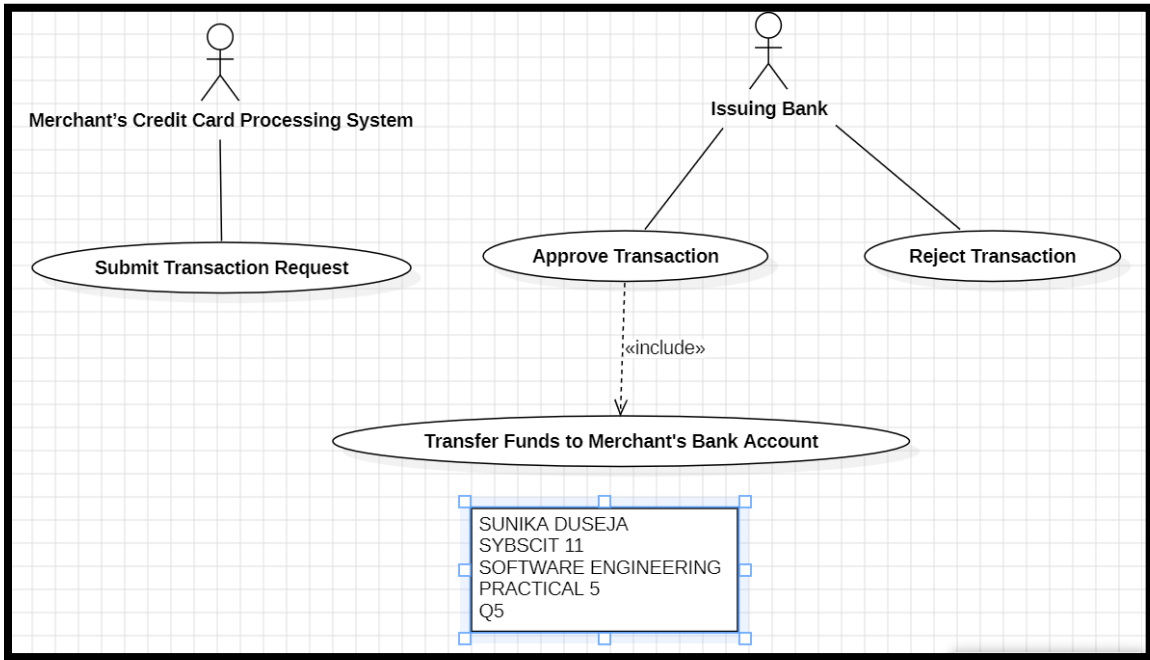 Merchant’s Credit Card Processing System
Issuing Bank
Submit Transaction Request
Approve Transaction
Reject Transaction
«include»
Transfer Funds to Merchant's Bank Account
SUNIKA DUSEJA
SYBSCIT 11
SOFTWARE ENGINEERING
PRACTICAL 5
Q5